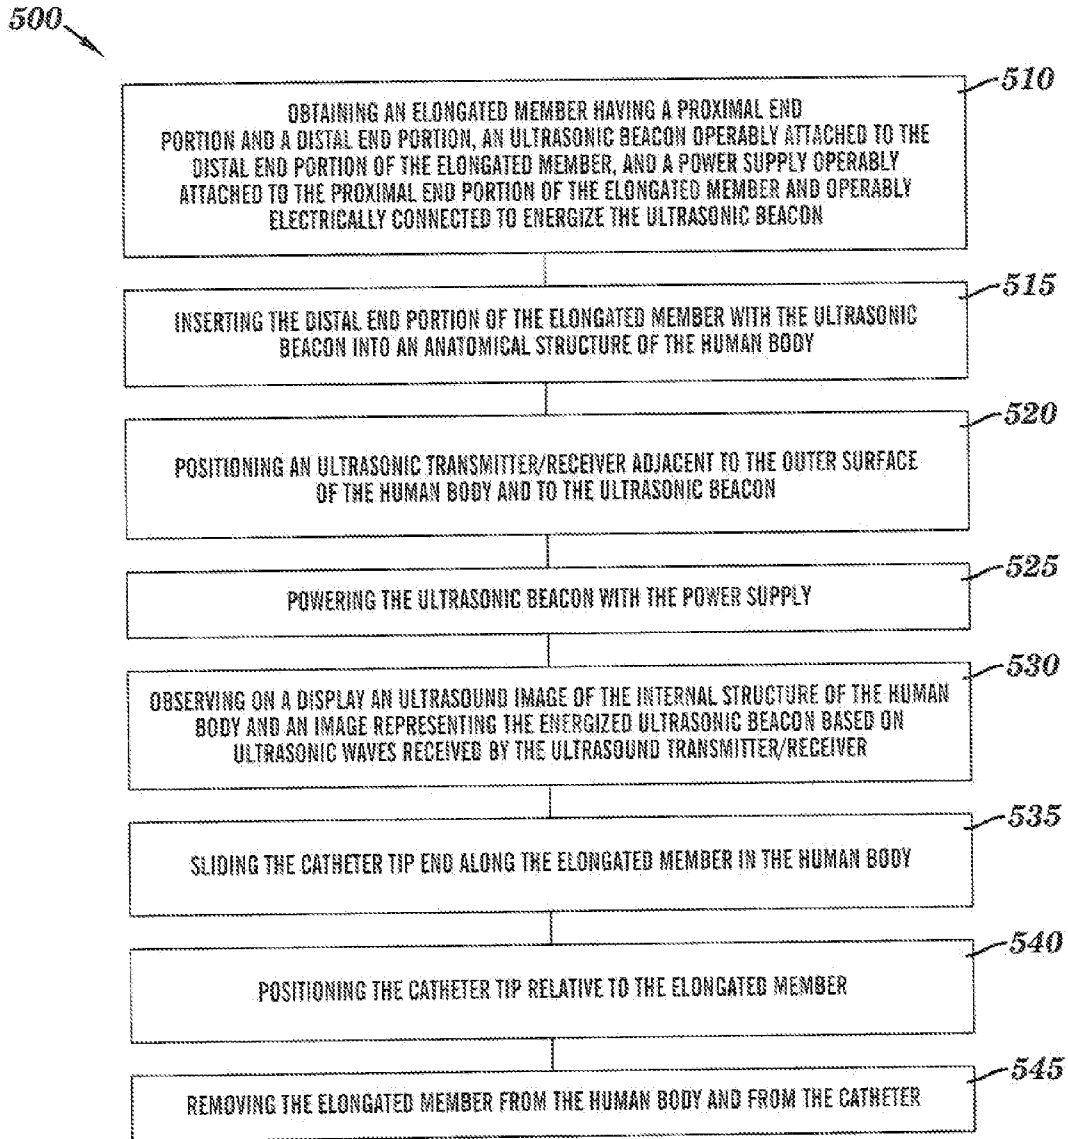 500
510
OBTAINING AN ELONGATED MEMBER HAVING A PROXIMAL END
PORTION AND A DISTAL END PORTION, AN ULTRASONIC BEACON OPERABLY ATTACHED TO THE
DISTAL END PORTION OF THE ELONGATED MEMBER, AND A POWER SUPPLY OPERABLY
ATTACHED TO THE PROXIMAL END PORTION OF THE ELONGATED MEMBER AND OPERABLY
ELECTRICALLY CONNECTED TO ENERGIZE THE ULTRASONIC BEACON
515
INSERTING THE DISTAL END PORTION OF THE ELONGATED MEMBER WITH THE ULTRASONIC
BEACON INTO AN ANATOMICAL STRUCTURE OF THE HUMAN BODY
520
POSITIONING AN ULTRASONIC TRANSMITTER/RECEIVER ADJACENT TO THE OUTER SURFACE
OF THE HUMAN BODY AND TO THE ULTRASONIC BEACON
525
POWERING THE ULTRASONIC BEACON WITH THE POWER SUPPLY
530
OBSERVING ON A DISPLAY AN ULTRASOUND IMAGE OF THE INTERNAL STRUCTURE OF THE HUMAN
BODY AND AN IMAGE REPRESENTING THE ENERGIZED ULTRASONIC BEACON BASED ON
ULTRASONIC WAVES RECEIVED BY THE ULTRASOUND TRANSMITTER/RECEIVER
535
SLIDING THE CATHETER TIP END ALONG THE ELONGATED MEMBER IN THE HUMAN BODY
540
POSITIONING THE CATHETER TIP RELATIVE TO THE ELONGATED MEMBER
545
REMOVING THE ELONGATED MEMBER FROM THE HUMAN BODY AND FROM THE CATHETER